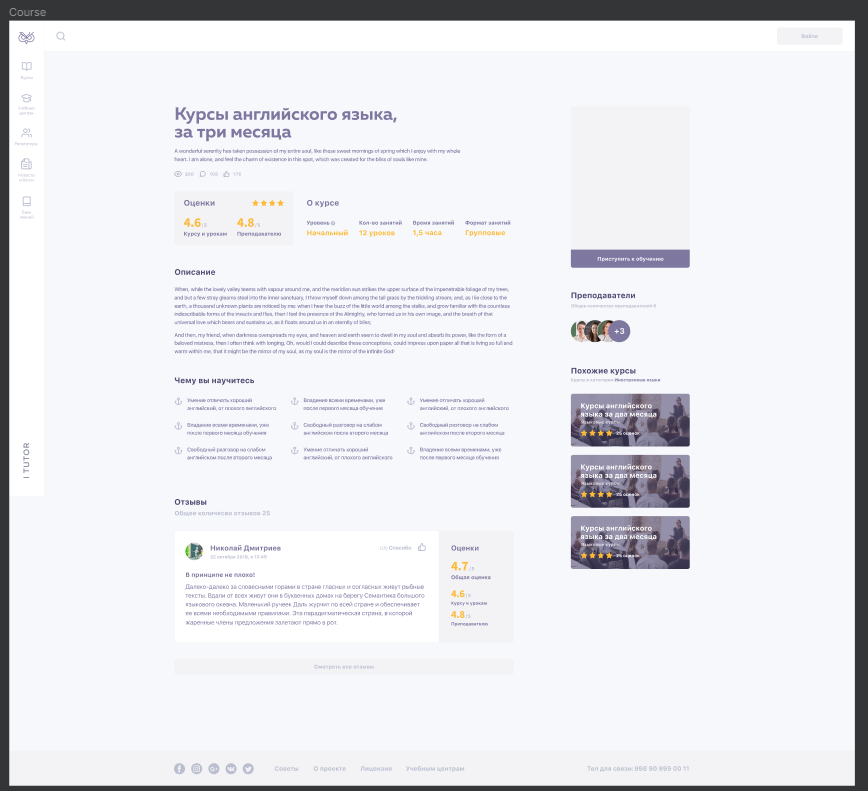 Course
Войти
Курсы
Учебные центры
Репетиторы
Новости и блоги
База знаний
I TUTOR
Курсы английского языка,
за три месяца
A wonderful serenity has taken possession of my entire soul, like these sweet mornings of spring which I enjoy with my whole
heart. I am alone, and feel the charm of existence in this spot, which was created for the bliss of souls like mine.
Оценки
О курсе
4.6/5
4.8/5
Курсу и урокам
Преподавателю
Уровень
Кол-во занятий
Время занятий
Формат занятий
Начальный
12 уроков
1,5 часа
Групповые
Приступить к обучению
Описание
When, while the lovely valley teems with vapour around me, and the meridian sun strikes the upper surface of the impenetrable foliage of my trees,
and but a few stray gleams steal into the inner sanctuary, I throw myself down among the tall grass by the trickling stream; and, as I lie close to the
earth, a thousand unknown plants are noticed by me: when I hear the buzz of the little world among the stalks, and grow familiar with the countless
indescribable forms of the insects and flies, then I feel the presence of the Almighty, who formed us in his own image, and the breath of that
universal love which bears and sustains us, as it floats around us in an eternity of bliss;
And then, my friend, when darkness overspreads my eyes, and heaven and earth seem to dwell in my soul and absorb its power, like the form of a
beloved mistress, then I often think with longing, Oh, would I could describe these conceptions, could impress upon paper all that is living so full and
warm within me, that it might be the mirror of my soul, as my soul is the mirror of the infinite God!
Преподаватели
Общее количество преподавателей 6
+3
Чему вы научитесь
Умение отличать хороший
английский, от плохого английского
Владение всеми временами, уже
после первого месяца обучения
Умение отличать хороший
английский, от плохого английского
Владение всеми временами, уже
после первого месяца обучения
Свободный разговор на слабом
английском после второго месяца
Свободный разговор на слабом
английском после второго месяца
Свободный разговор на слабом
английском после второго месяца
Умение отличать хороший
английский, от плохого английского
Владение всеми временами, уже
после первого месяца обучения
Похожие курсы
Курсы в категории Иностранные языки
Курсы английского
языка за два месяца
Языковые курсы
25 оценок
Курсы английского
языка за два месяца
Языковые курсы
25 оценок
Курсы английского
языка за два месяца
Языковые курсы
25 оценок
Отзывы
Общее количесво отзывов 25
Николай Дмитриев
Спасибо
В принципе не плохо!
Далеко-далеко за словесными горами в стране гласных и согласных живут рыбные
тексты. Вдали от всех живут они в буквенных домах на берегу Семантика большого
языкового океана. Маленький ручеек Даль журчит по всей стране и обеспечивает
ее всеми необходимыми правилами. Эта парадигматическая страна, в которой
жаренные члены предложения залетают прямо в рот.
Оценки
4.7/5
Общая оценка
4.6/5
Курсу и урокам
4.8/5
Преподавателю
Смотреть все отзывы
Советы
О проекте
Лицензия
Учебным центрам
Тел для связи: 998 90 999 00 11